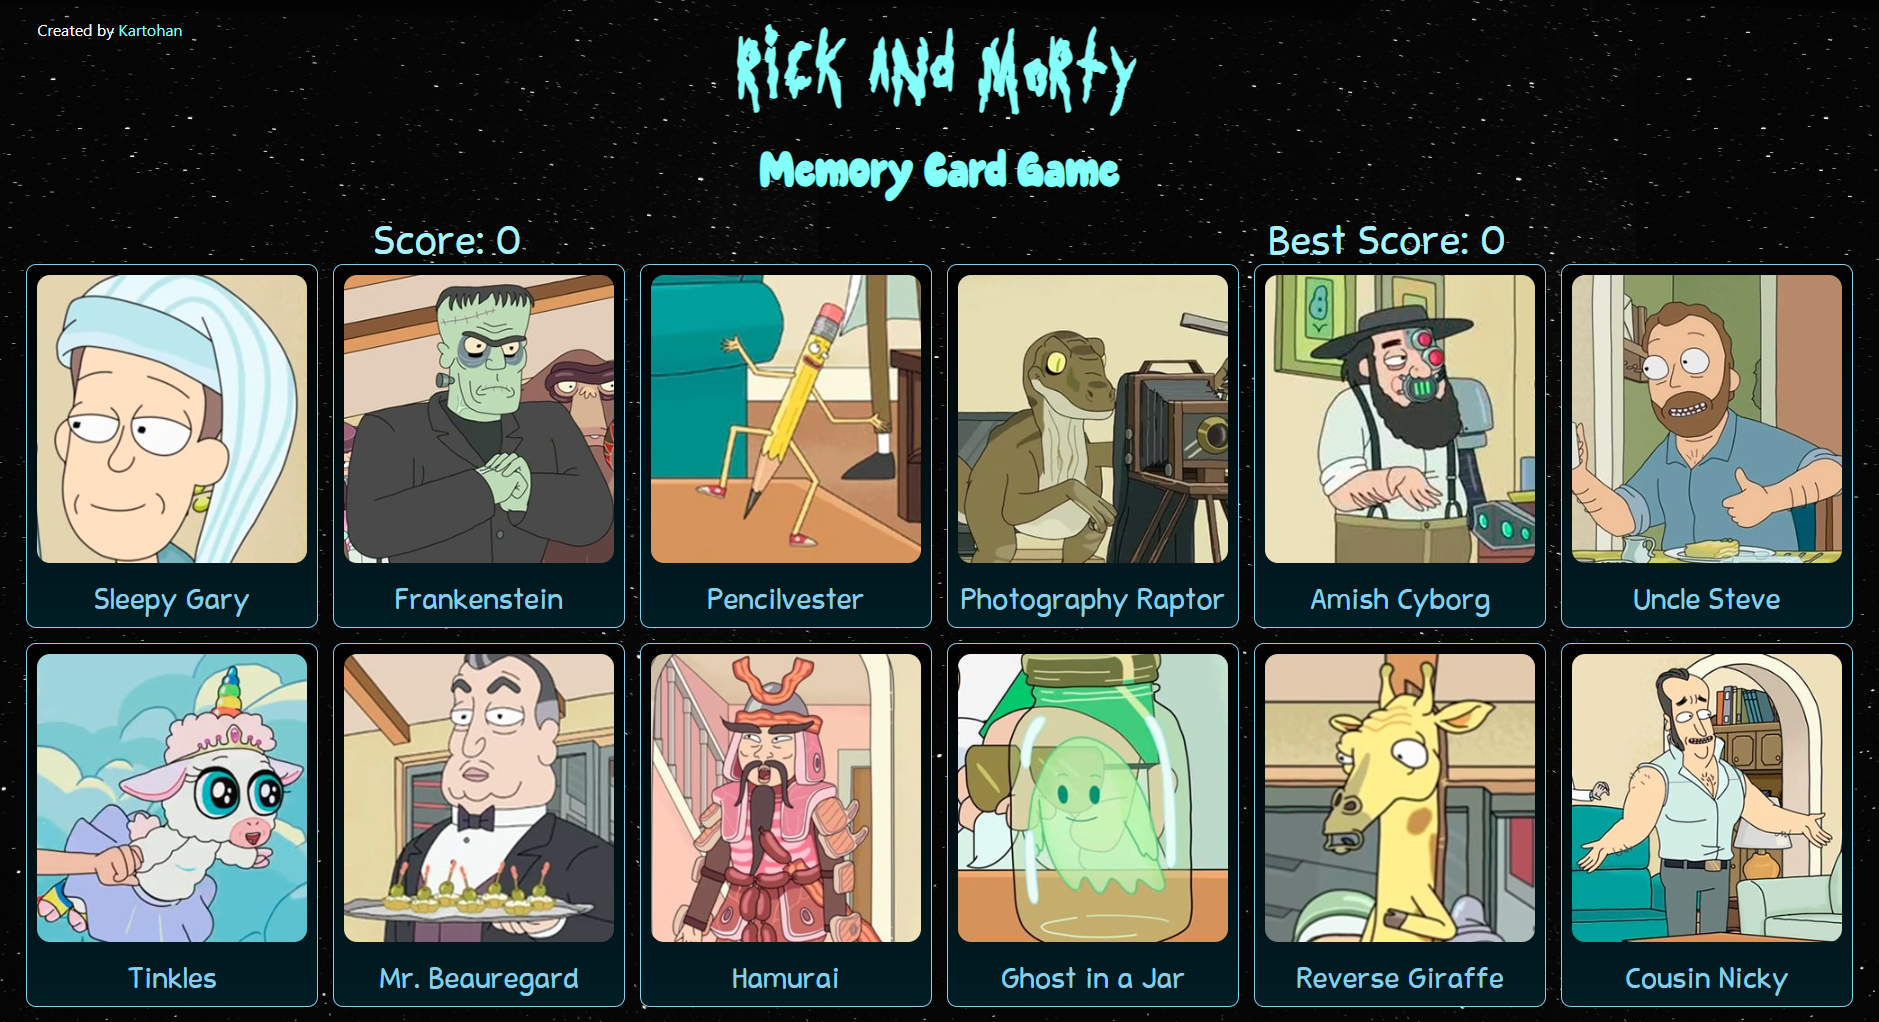 Created by Kartohan
Rick and Morty
Memory Card Game
Score: 0
Best Score: 0
Sleepy Gary
Frankenstein
Pencilvester
Photography Raptor
Amish Cyborg
Uncle Steve
Tinkles
Mr. Beauregard
Hamurai
Ghost in a Jar
Reverse Giraffe
Cousin Nicky